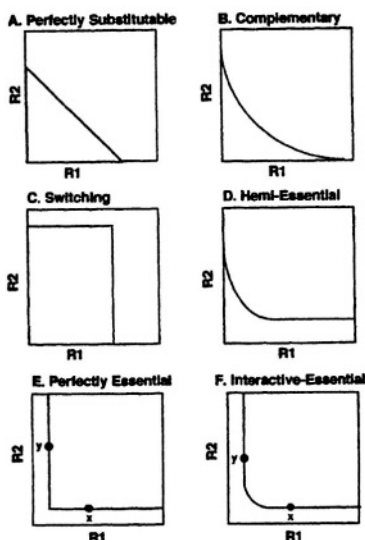 A. Perfectly Substitutable
R2
R1
B. Complementary
R2
R1
C. Switching
R2
R1
D. Hemi-Essential
R2
R1
E. Perfectly Essential
R2
y
x
R1
F. Interactive-Essential
R2
y
x
R1